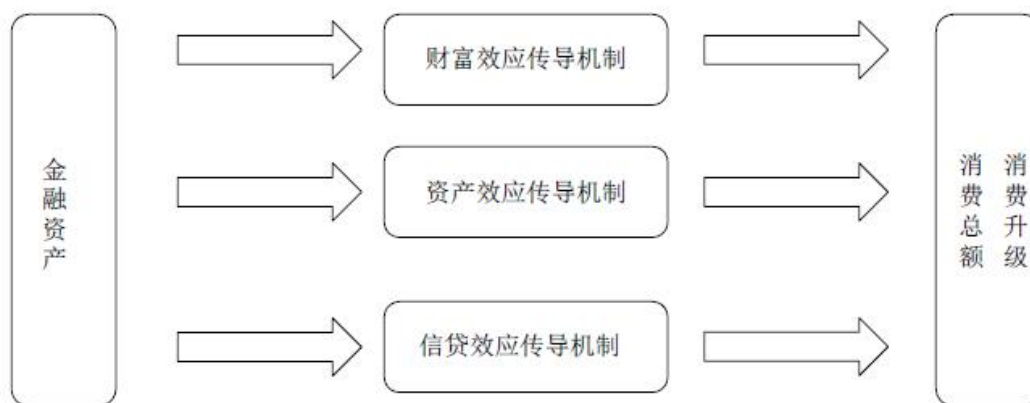 金融资产
财富效应传导机制
资产效应传导机制
信贷效应传导机制
消费总额
消费升级